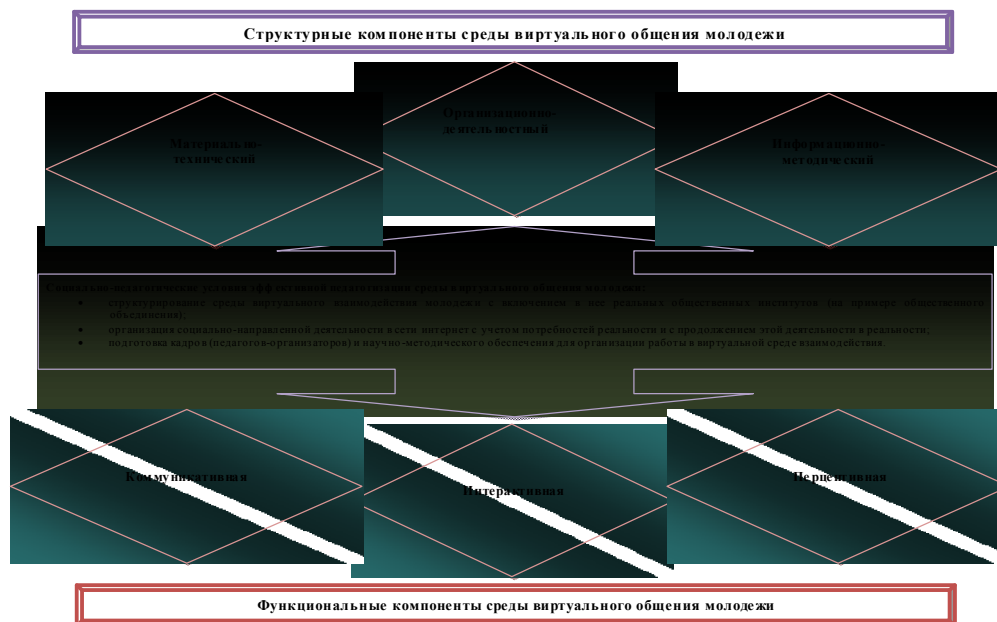 Структурные компоненты среды виртуального общения молодежи
Организационно-
деятельностный
Материально-
технический
Информационно-
методический
Социально-педагогические условия эффективной педагогизации среды виртуального общения молодежи:
• структурирование среды виртуального взаимодействия молодежи с включением в нее реальных общественных институтов (на примере общественного
объединения);
• организация социально-направленной деятельности в сети интернет с учетом потребностей реальности и с продолжением этой деятельности в реальности;
• подготовка кадров (педагогов-организаторов) и научно-методического обеспечения для организации работы в виртуальной среде взаимодействия.
Коммуникативная
Интерактивная
Перцептивная
Функциональные компоненты среды виртуального общения молодежи